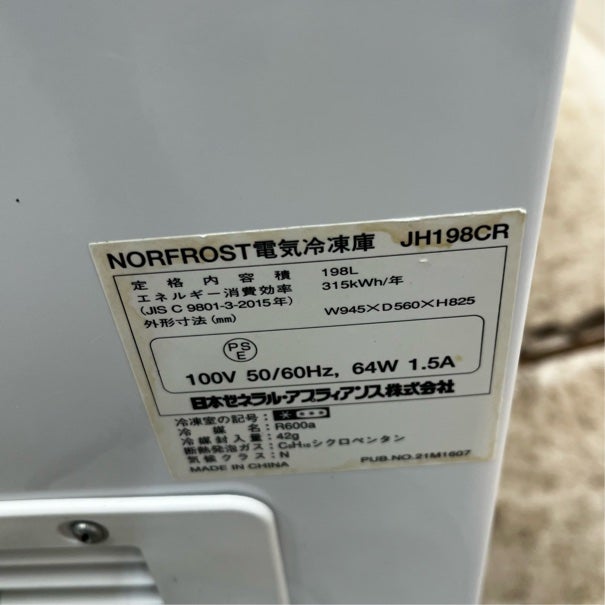 NORFROST電気冷凍庫 JH198CR
定格内容積 198L
エネルギー消費効率 315kWh/年
(JIS C 9801-3-2015年)
外形寸法(mm) W945×D560×H825
PSE
100V 50/60Hz, 64W 1.5A
日本ゼネラル・アプライアンス株式会社
冷凍室の記号: ✱✱✱✱
冷媒名: R600a
冷媒封入量: 42g
断熱発泡ガス: C₅H₁₀シクロペンタン
気候クラス: N
MADE IN CHINA PUB.NO.21M1607